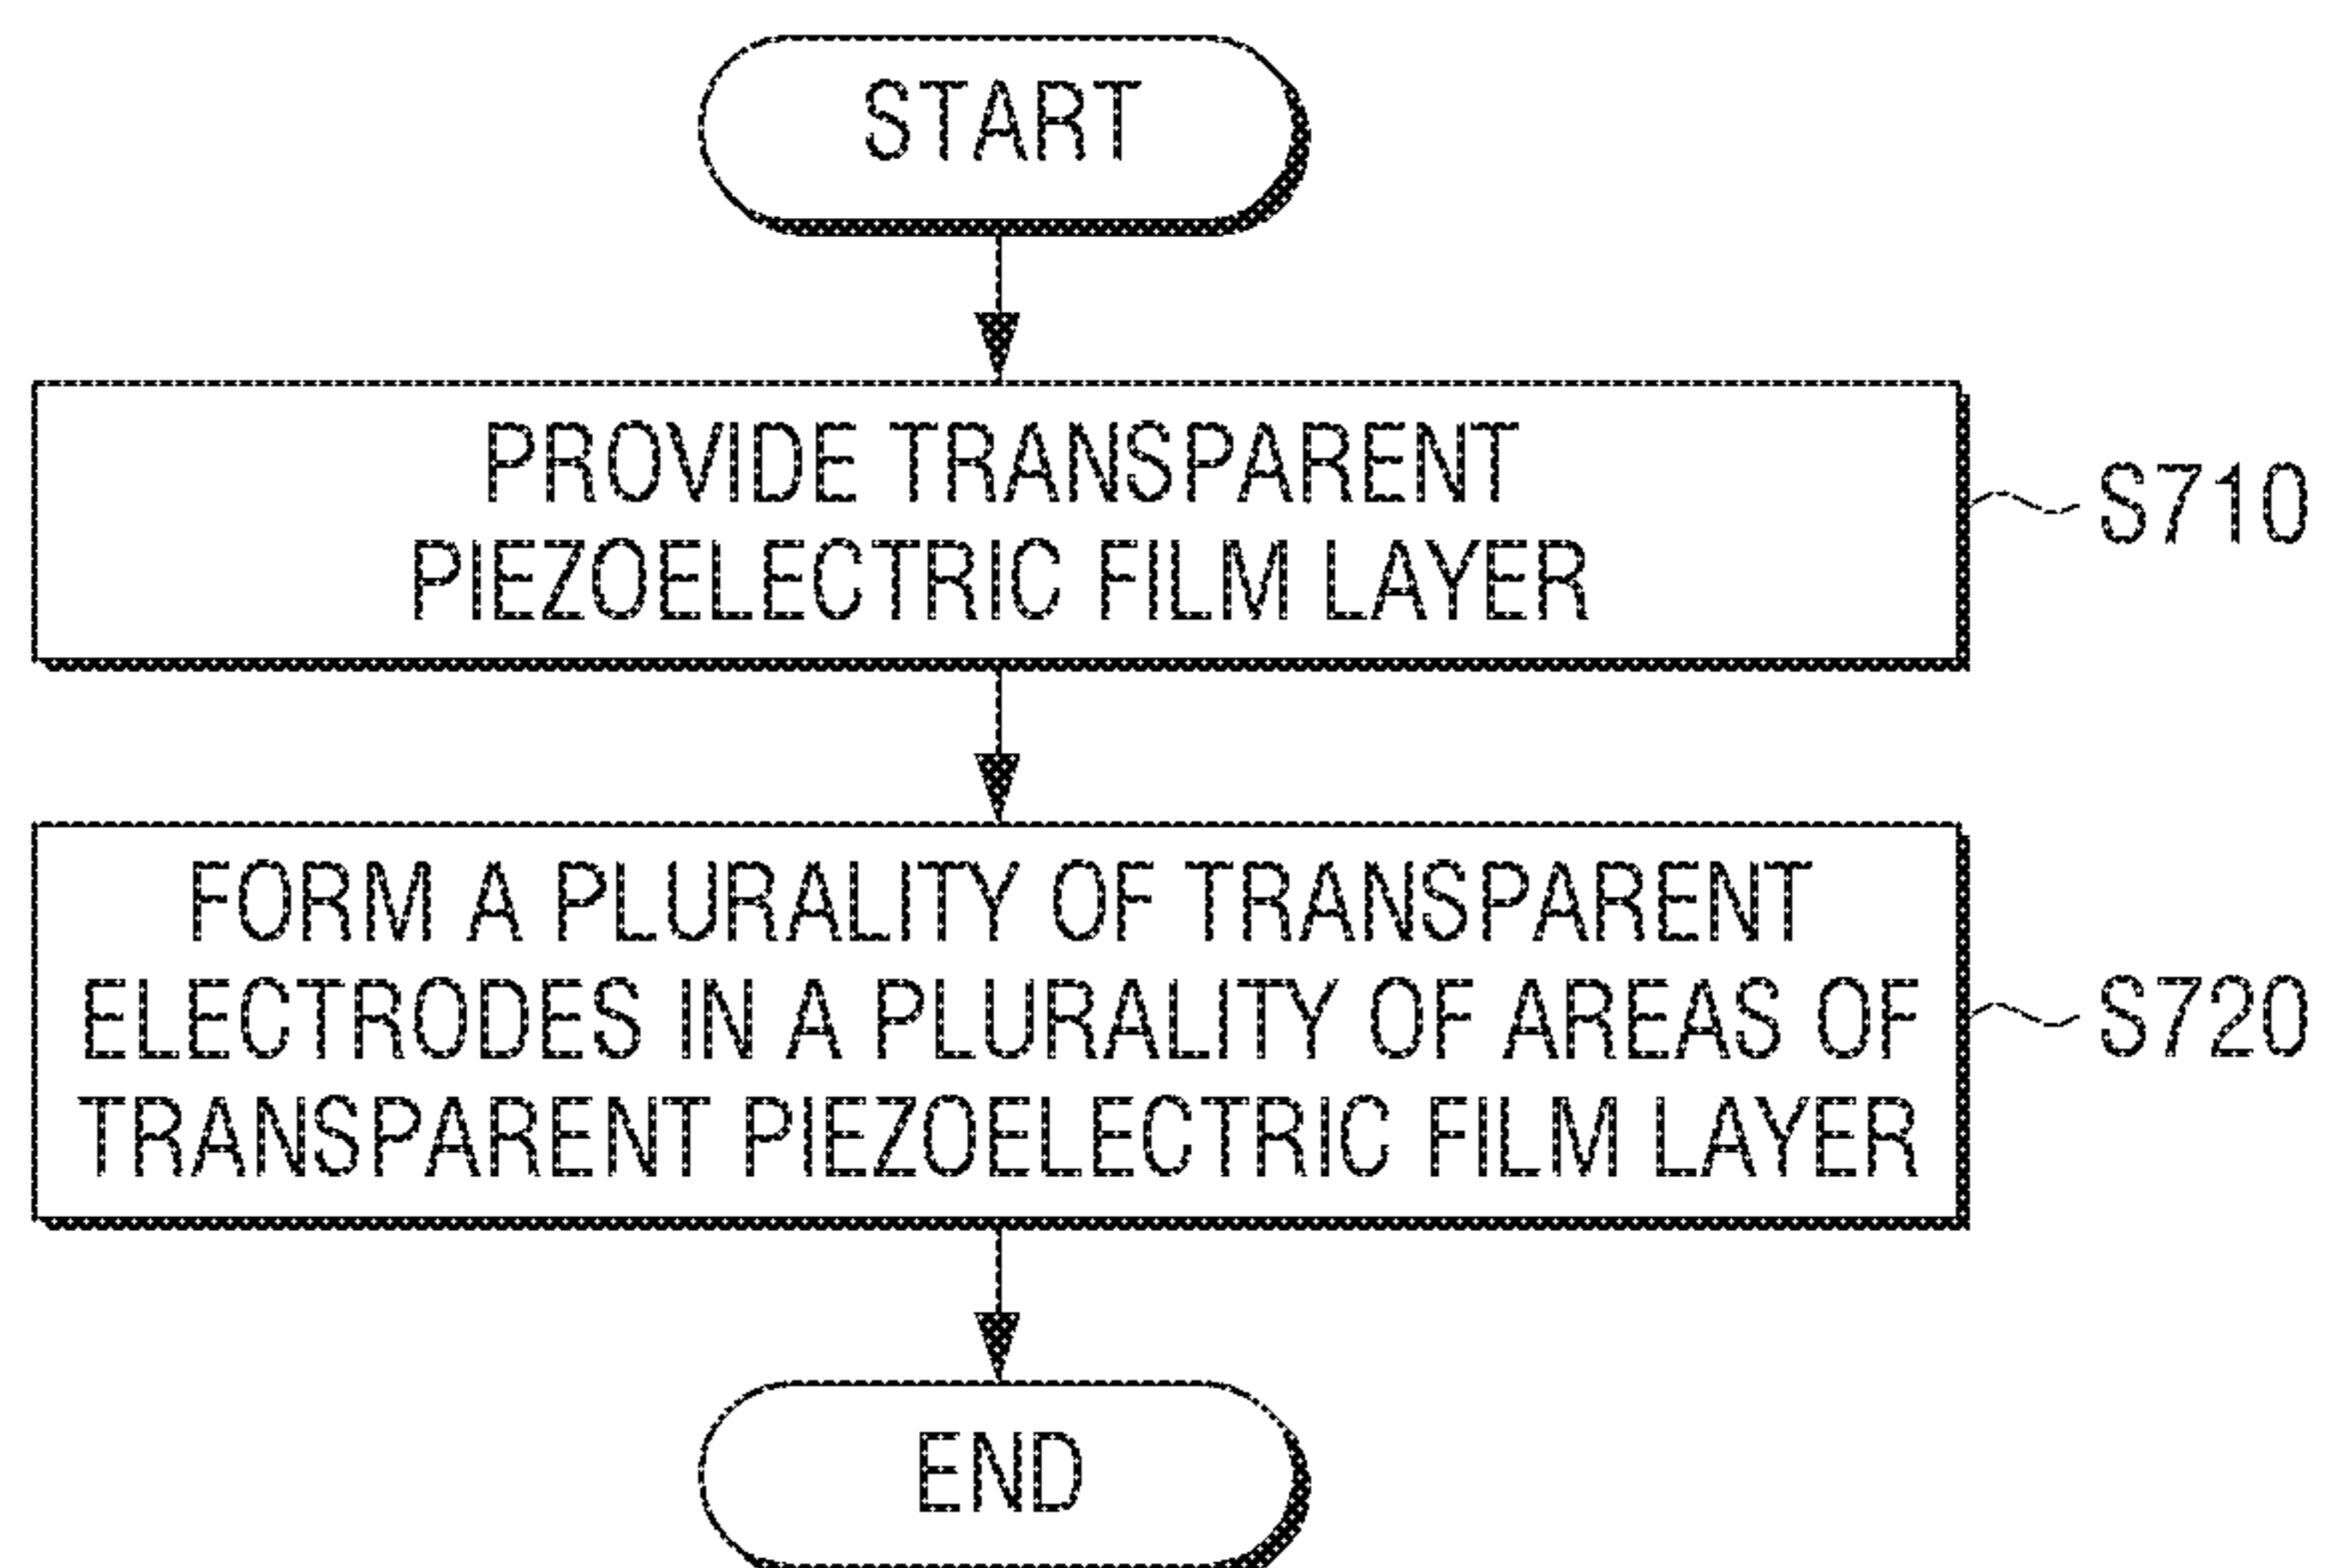 START
PROVIDE TRANSPARENT
PIEZOELECTRIC FILM LAYER
S710
FORM A PLURALITY OF TRANSPARENT
ELECTRODES IN A PLURALITY OF AREAS OF
TRANSPARENT PIEZOELECTRIC FILM LAYER
S720
END